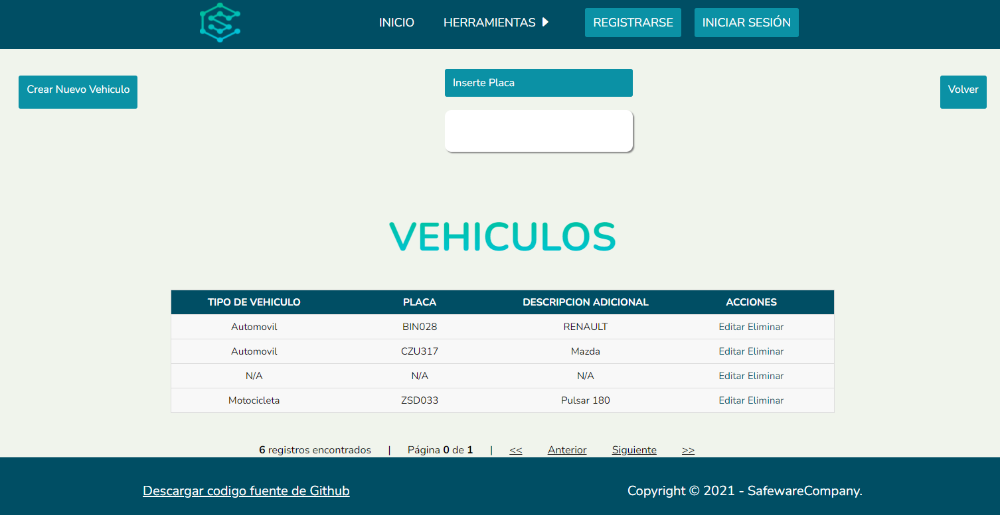 INICIO HERRAMIENTAS REGISTRARSE INICIAR SESIÓN
Crear Nuevo Vehiculo
Inserte Placa
Volver
VEHICULOS
TIPO DE VEHICULO PLACA DESCRIPCION ADICIONAL ACCIONES
Automovil BIN028 RENAULT Editar Eliminar
Automovil CZU317 Mazda Editar Eliminar
N/A N/A N/A Editar Eliminar
Motocicleta ZSD033 Pulsar 180 Editar Eliminar
6 registros encontrados | Página 0 de 1 | << Anterior Siguiente >>
Descargar codigo fuente de Github Copyright © 2021 - SafewareCompany.